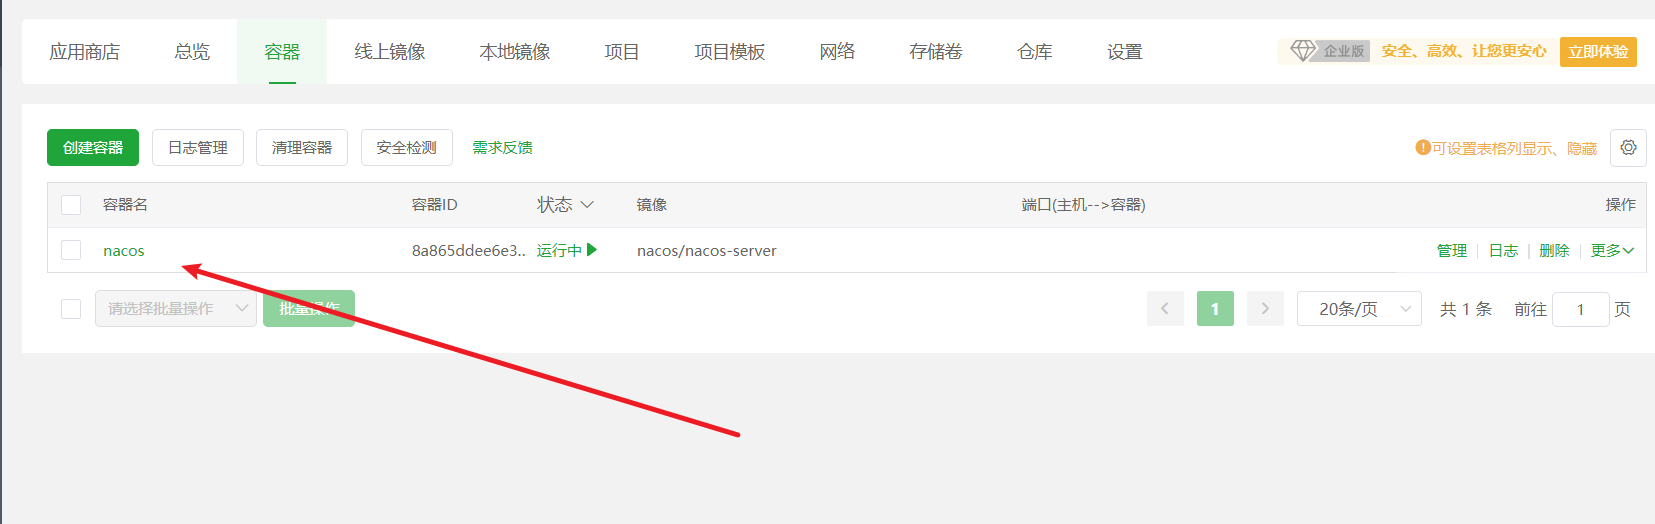 应用商店 总览 容器 线上镜像 本地镜像 项目 项目模板 网络 存储卷 仓库 设置 企业版 安全、高效、让您更安心 立即体验
创建容器 日志管理 清理容器 安全检测 需求反馈 可设置表格列显示、隐藏
容器名 容器ID 状态 镜像 端口(主机-->容器) 操作
nacos 8a865ddee6e3... 运行中 nacos/nacos-server 管理 日志 删除 更多
请选择批量操作 批量操作 1 20条/页 共 1 条 前往 1 页